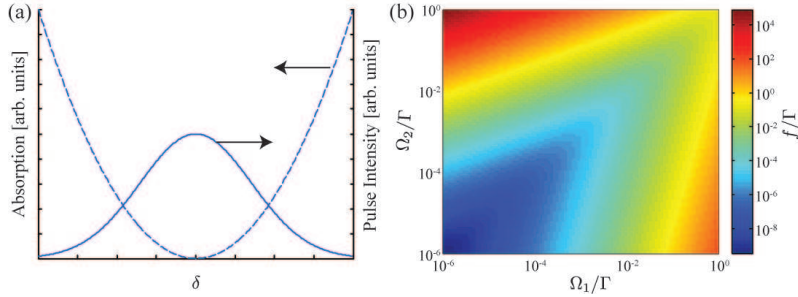 (a)
Absorption [arb. units]
Pulse Intensity [arb. units]
δ
(b)
Ω₂/Γ
10⁰
10⁻²
10⁻⁴
10⁻⁶
10⁻⁶ 10⁻⁴ 10⁻² 10⁰
Ω₁/Γ
10⁴
10²
10⁰
10⁻²
10⁻⁴
10⁻⁶
10⁻⁸
f/Γ